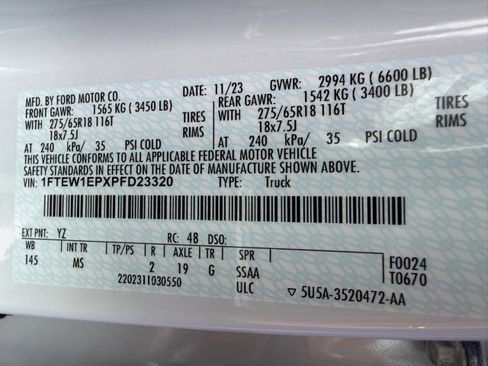 MFD. BY FORD MOTOR CO. DATE: 11/23 GVWR: 2994 KG ( 6600 LB)
FRONT GAWR: 1565 KG ( 3450 LB) REAR GAWR: 1542 KG ( 3400 LB)
WITH 275/65R18 116T TIRES 275/65R18 116T TIRES
WITH 18x7.5J RIMS 18x7.5J RIMS
AT 240 kPa/ 35 PSI COLD AT 240 kPa/ 35 PSI COLD
THIS VEHICLE CONFORMS TO ALL APPLICABLE FEDERAL MOTOR VEHICLE
SAFETY STANDARDS IN EFFECT ON THE DATE OF MANUFACTURE SHOWN ABOVE.
VIN: 1FTEW1EPXPFD23320 TYPE: Truck
EXT PNT: YZ RC: 48 DSO:
WB INT TR TP/PS R AXLE TR SPR F0024
145 MS 2 19 G SSAA T0670
2202311030550 ULC ▽ 5U5A-3520472-AA